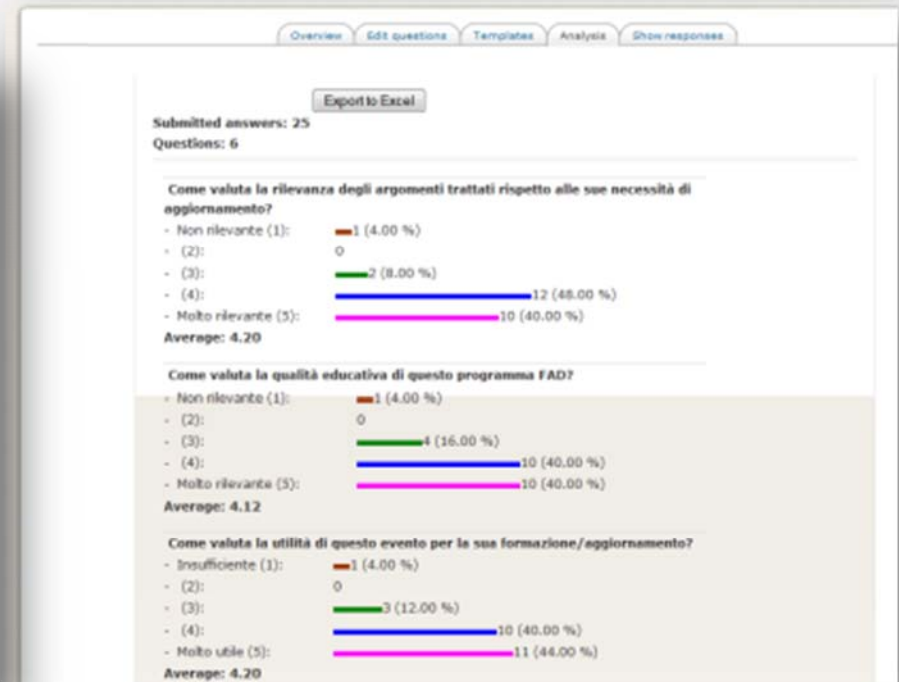 Overview Edit questions Templates Analysis Show responses
Export to Excel
Submitted answers: 25
Questions: 6
Come valuta la rilevanza degli argomenti trattati rispetto alle sue necessità di
aggiornamento?
- Non rilevante (1): 1 (4.00 %)
- (2): 0
- (3): 2 (8.00 %)
- (4): 12 (48.00 %)
- Molto rilevante (5): 10 (40.00 %)
Average: 4.20
Come valuta la qualità educativa di questo programma FAD?
- Non rilevante (1): 1 (4.00 %)
- (2): 0
- (3): 4 (16.00 %)
- (4): 10 (40.00 %)
- Molto rilevante (5): 10 (40.00 %)
Average: 4.12
Come valuta la utilità di questo evento per la sua formazione/aggiornamento?
- Insufficiente (1): 1 (4.00 %)
- (2): 0
- (3): 3 (12.00 %)
- (4): 10 (40.00 %)
- Molto utile (5): 11 (44.00 %)
Average: 4.20